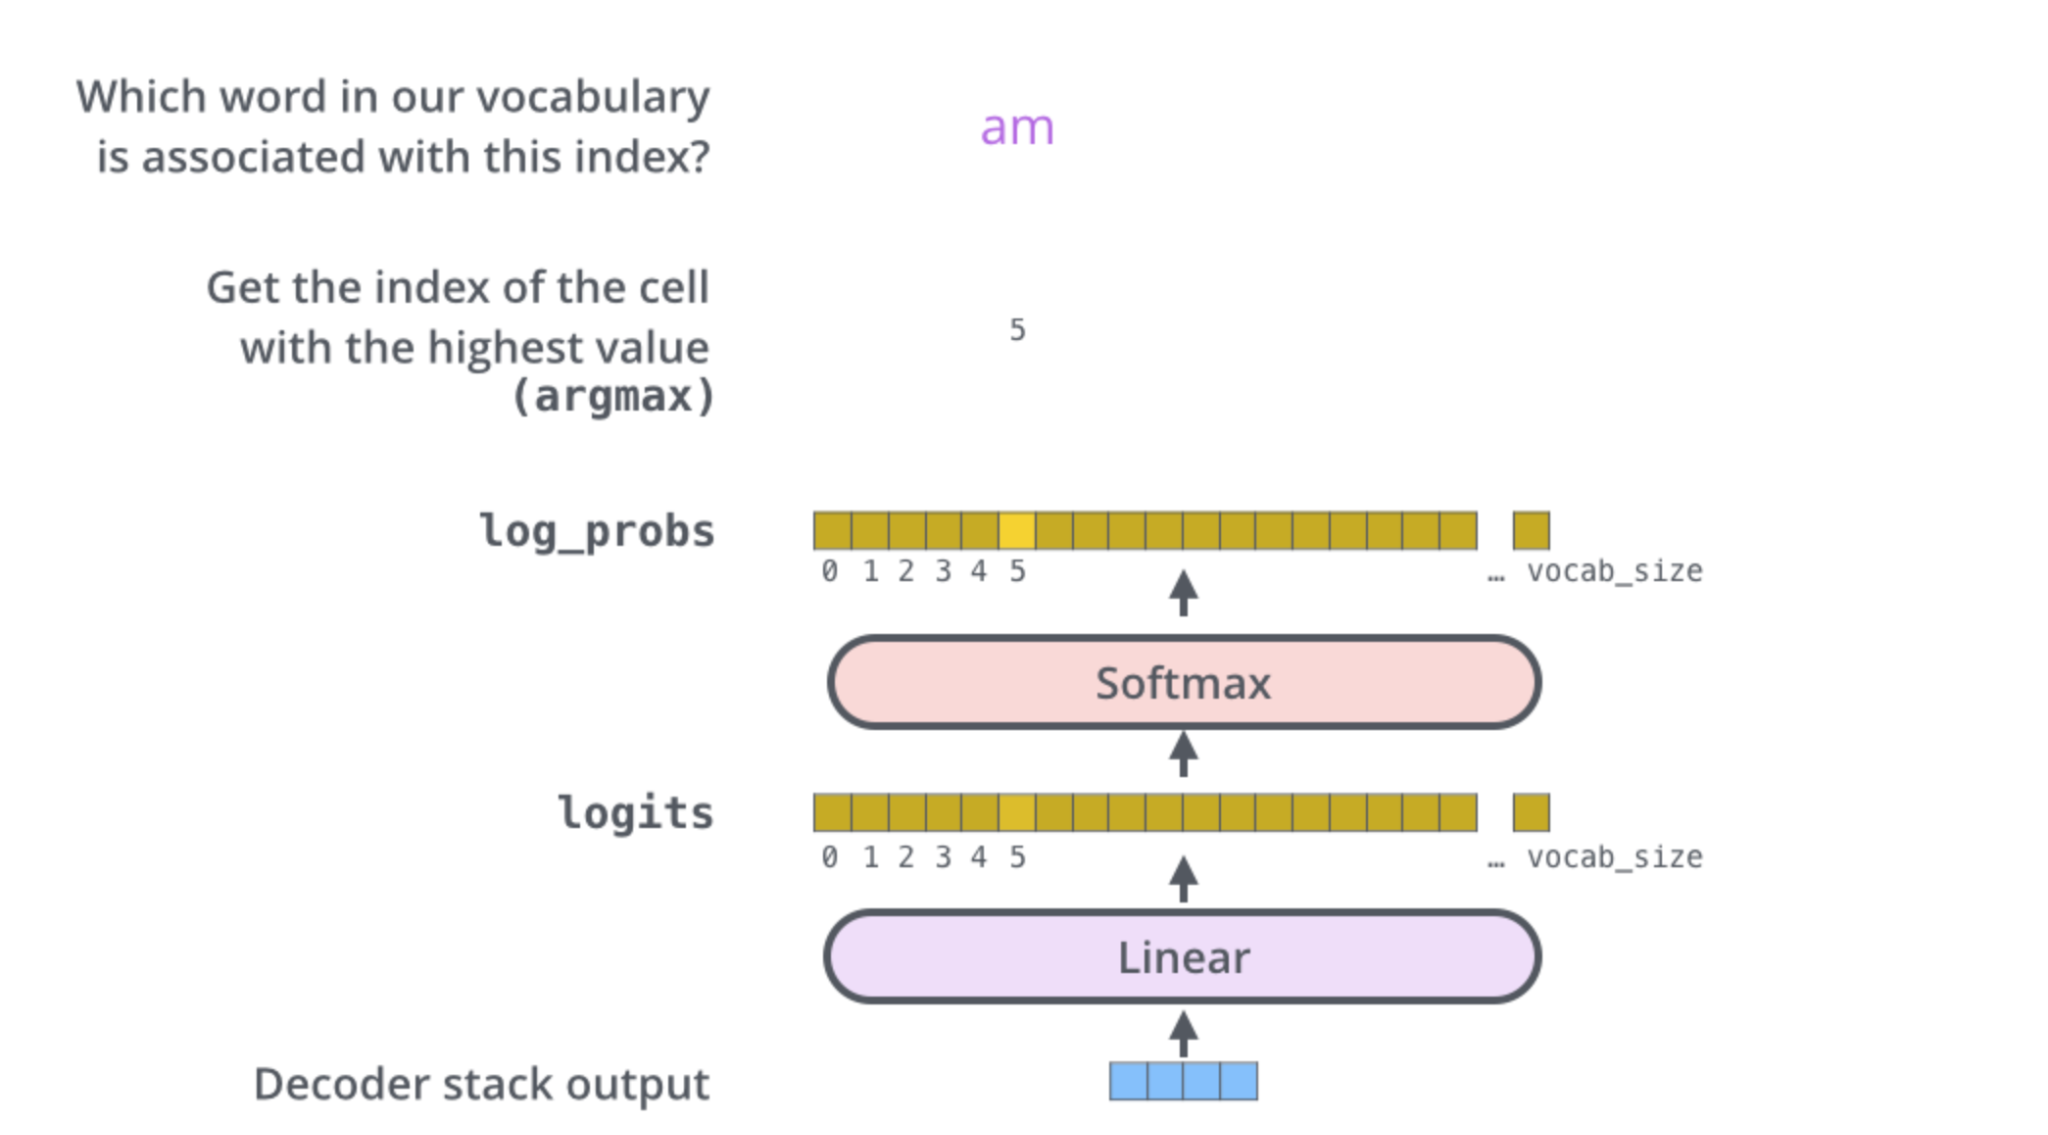 Which word in our vocabulary
is associated with this index?
am
Get the index of the cell
with the highest value
(argmax)
5
log_probs
0 1 2 3 4 5 … vocab_size
Softmax
logits
0 1 2 3 4 5 … vocab_size
Linear
Decoder stack output